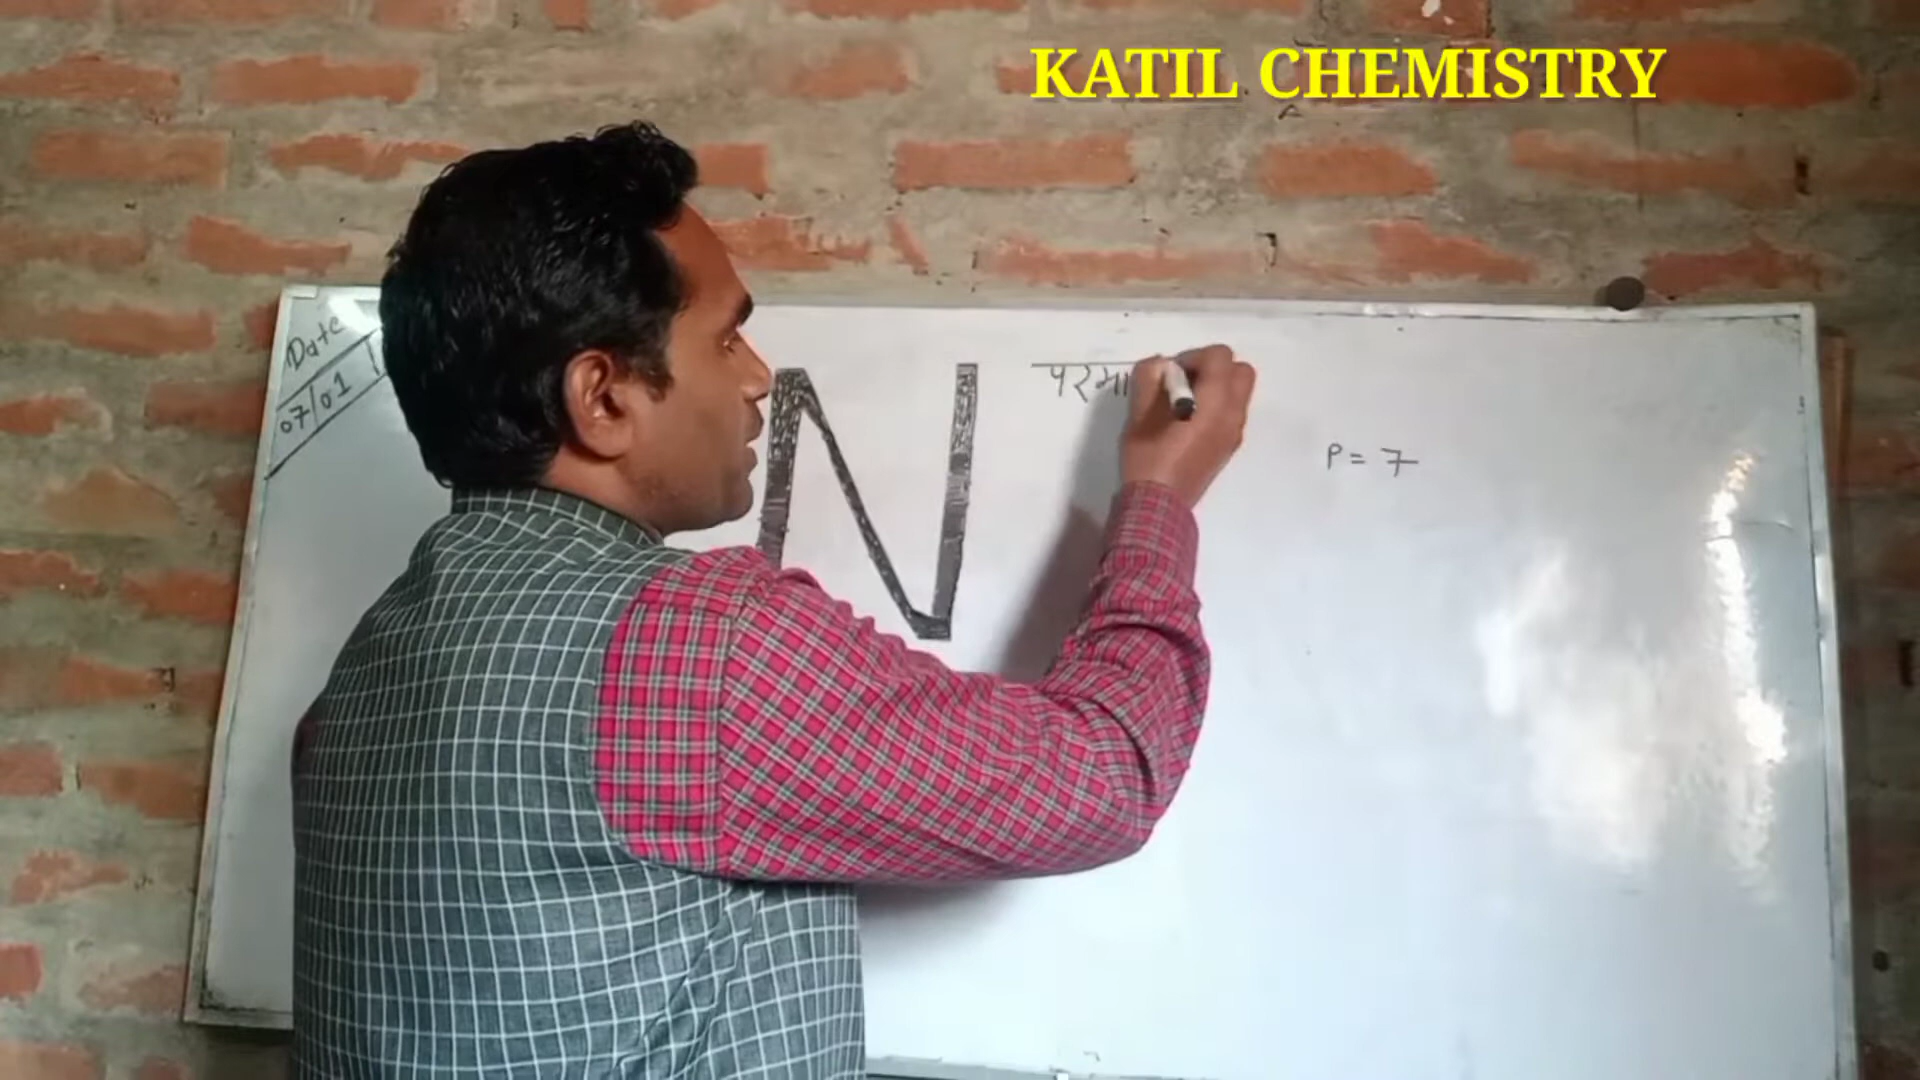 KATIL CHEMISTRY
Date
07/01
N
परमा
P = 7